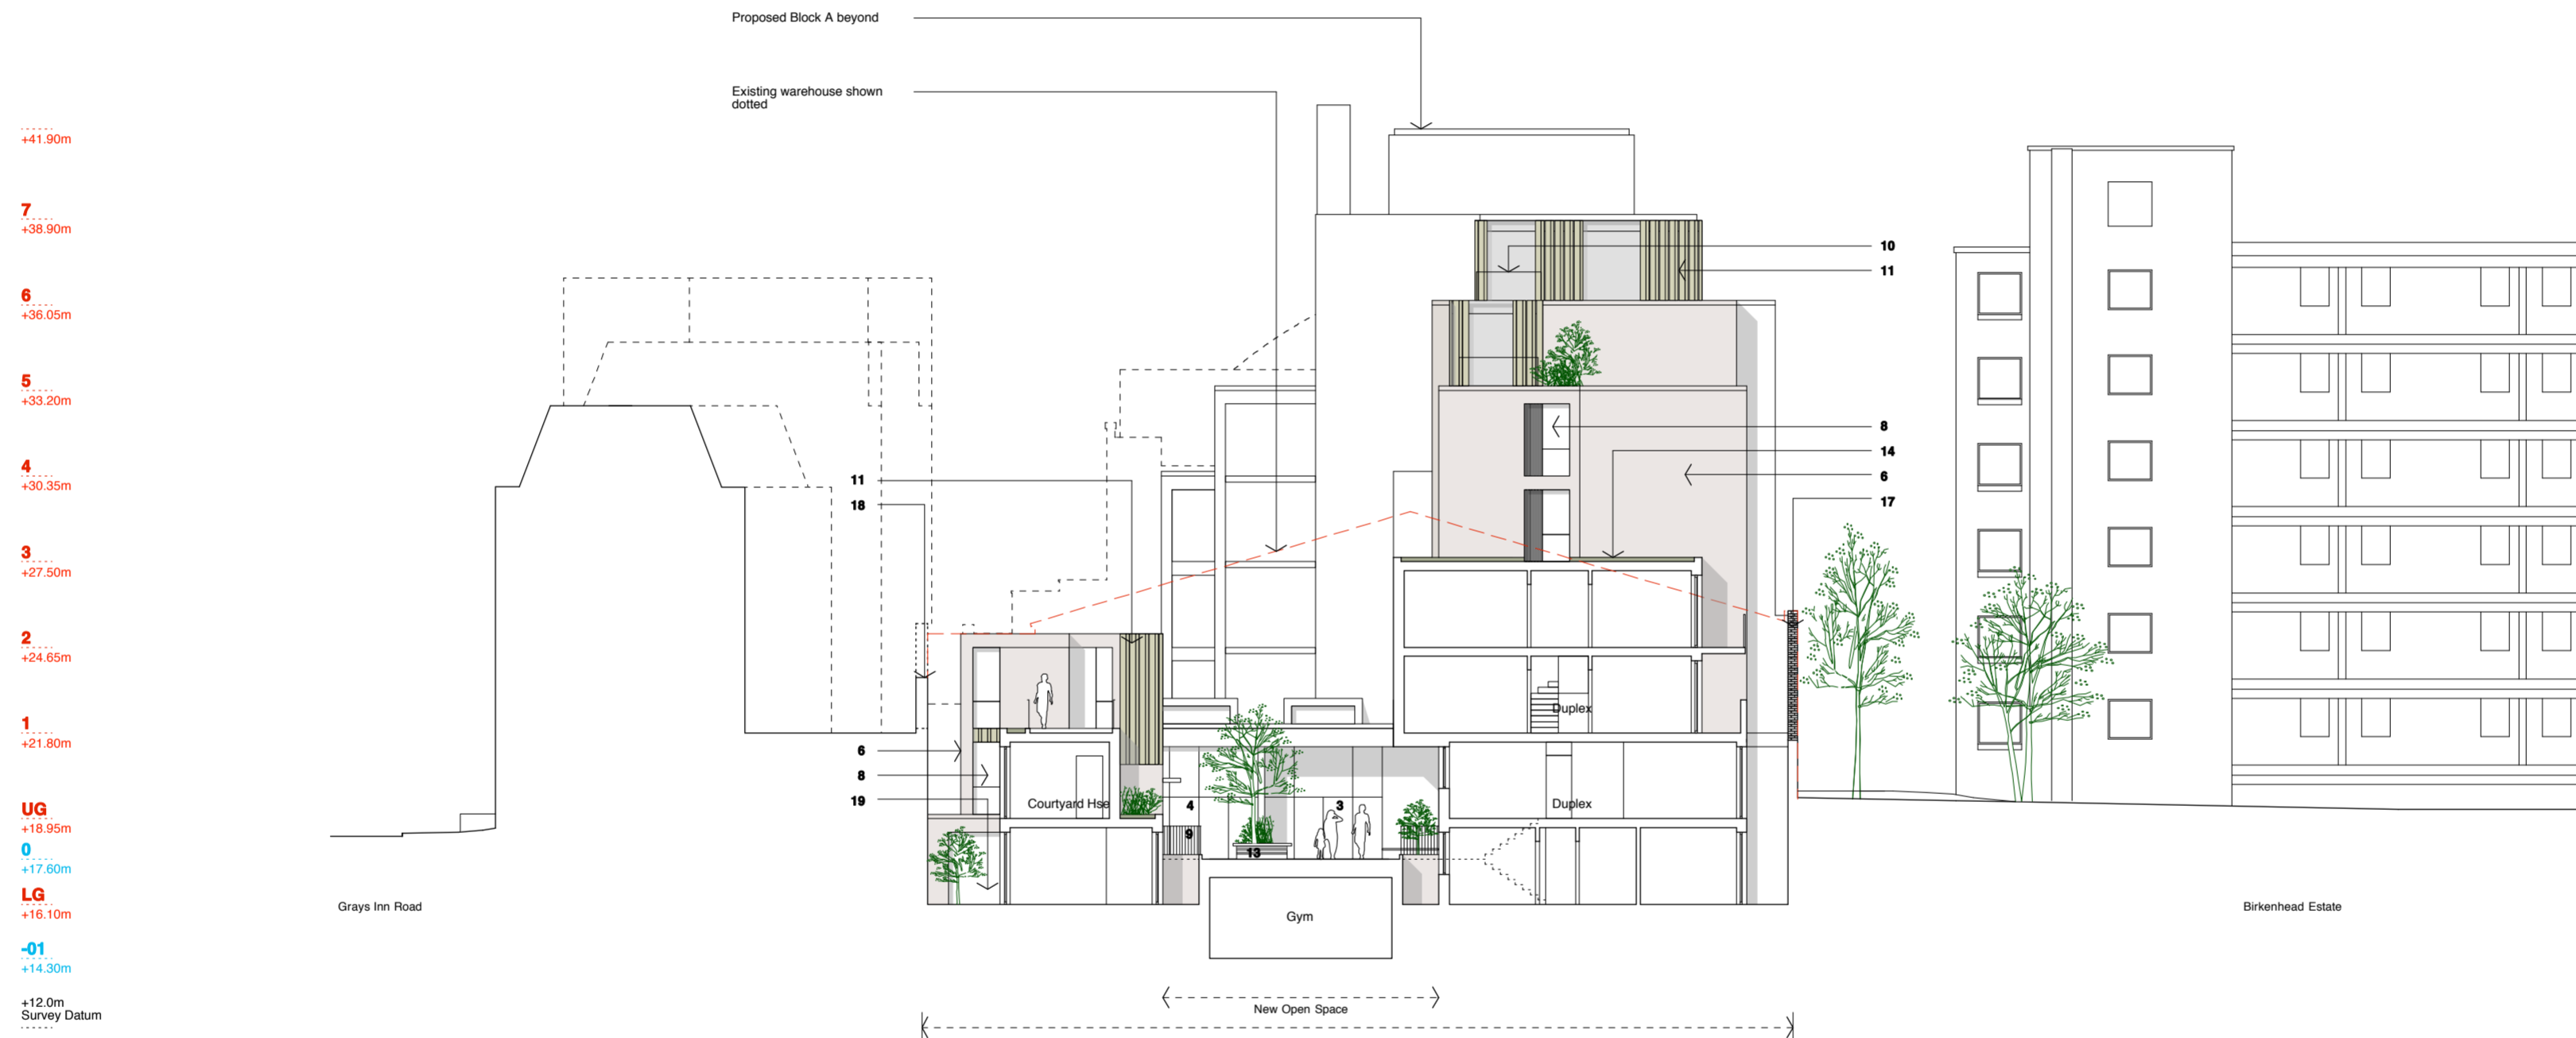 Proposed Block A beyond
Existing warehouse shown
dotted
+41.90m
7
+38.90m
6
+36.05m
5
+33.20m
4
+30.35m
3
+27.50m
2
+24.65m
1
+21.80m
UG
+18.95m
0
+17.60m
LG
+16.10m
-01
+14.30m
+12.0m
Survey Datum
11
18
6
8
19
10
11
8
14
6
17
Duplex
Courtyard Hse
4
3
Duplex
9
13
Gym
Grays Inn Road
Birkenhead Estate
New Open Space